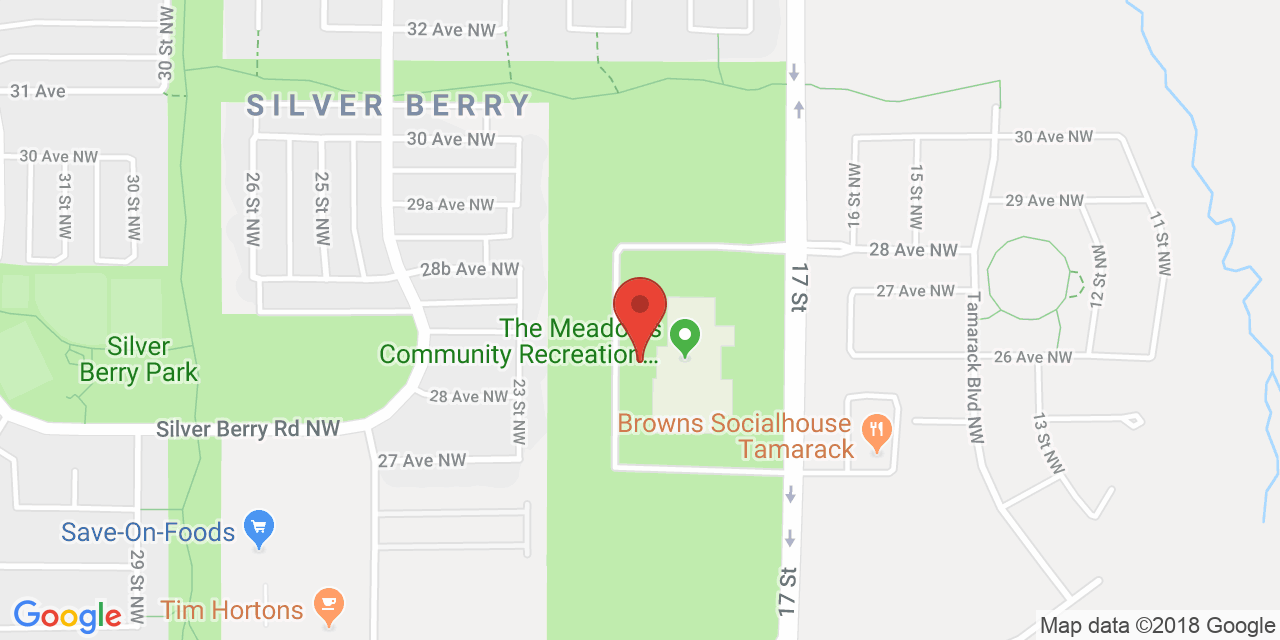 30 St NW
32 Ave NW
31 Ave
SILVER BERRY
30 Ave NW
30 Ave NW
30 Ave NW
31 St NW
30 St NW
26 St NW
25 St NW
29a Ave NW
16 St NW
15 St NW
29 Ave NW
11 St NW
28b Ave NW
28 Ave NW
17 St
27 Ave NW
12 St NW
Tamarack Blvd NW
The Meadows
Community Recreation...
26 Ave NW
Silver
Berry Park
28 Ave NW
23 St NW
Silver Berry Rd NW
Browns Socialhouse
Tamarack
13 St NW
27 Ave NW
Save-On-Foods
29 St NW
Tim Hortons
17 St
Google
Map data ©2018 Google